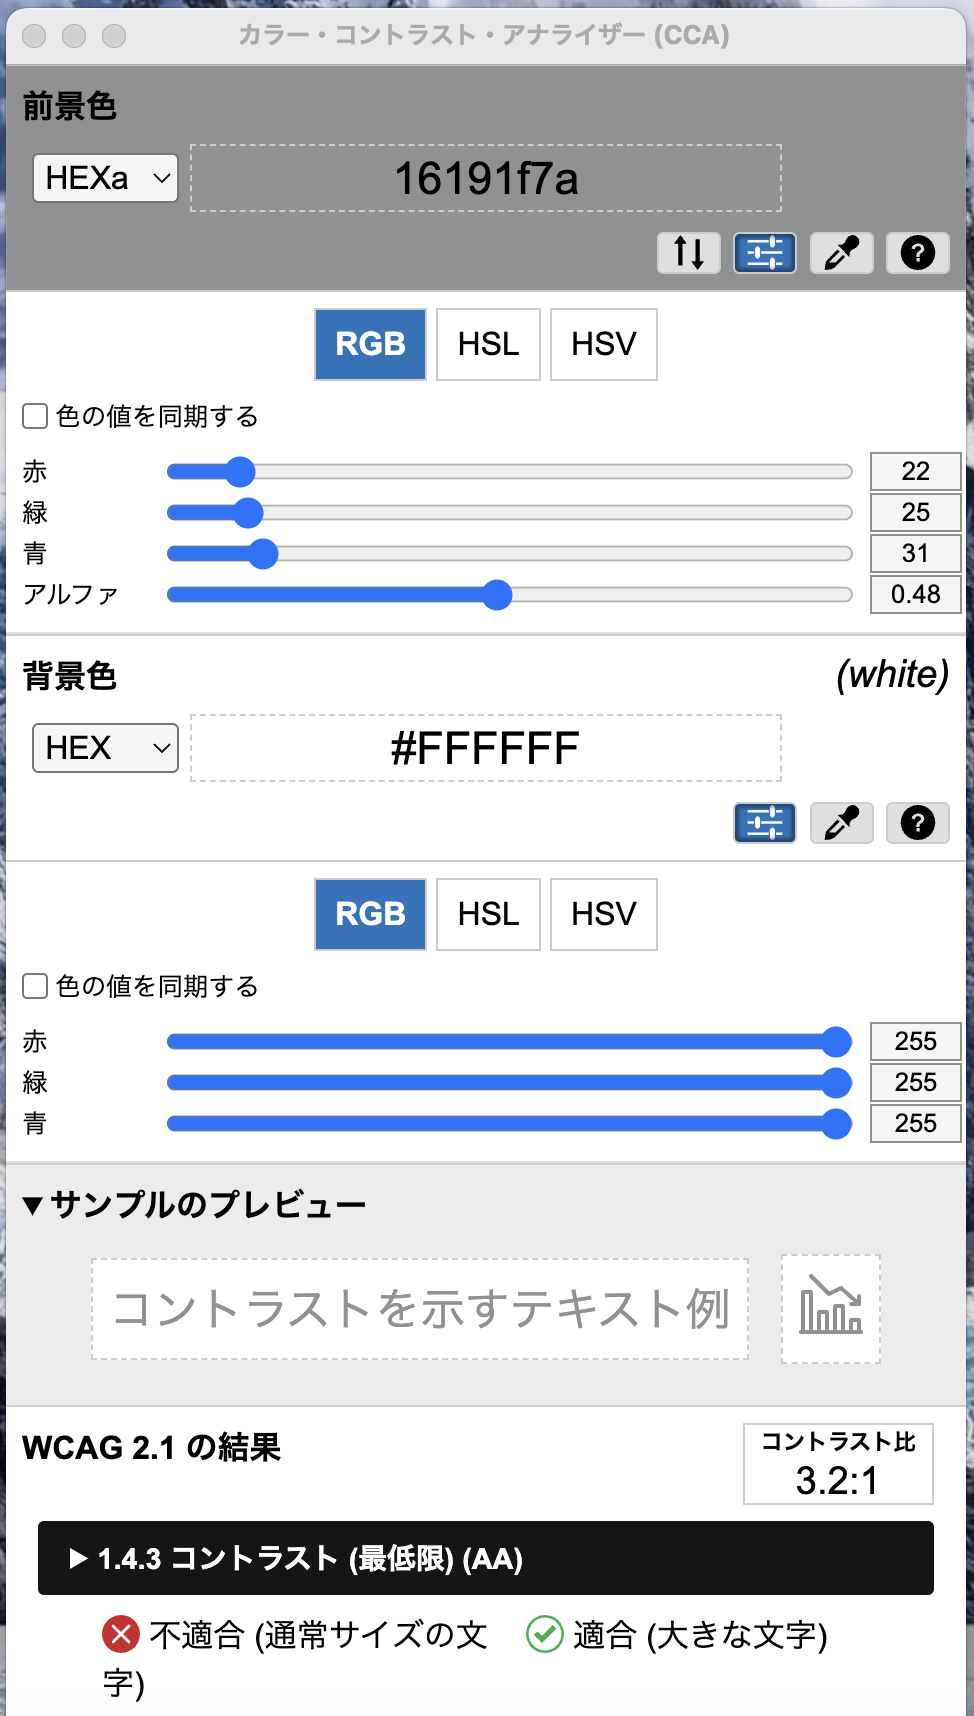 カラー・コントラスト・アナライザー (CCA)
前景色
HEXa
16191f7a
RGB HSL HSV
色の値を同期する
赤 22
緑 25
青 31
アルファ 0.48
背景色 (white)
HEX
#FFFFFF
RGB HSL HSV
色の値を同期する
赤 255
緑 255
青 255
▼サンプルのプレビュー
コントラストを示すテキスト例
WCAG 2.1 の結果
コントラスト比
3.2:1
▶ 1.4.3 コントラスト (最低限) (AA)
不適合 (通常サイズの文
字)
適合 (大きな文字)